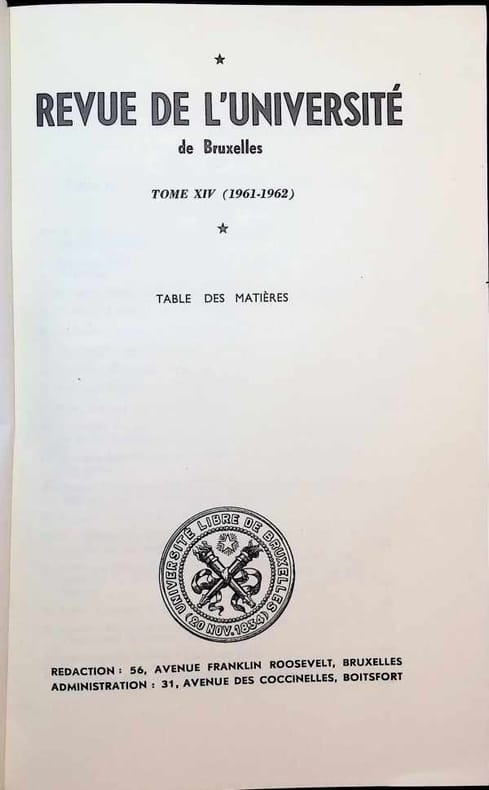 REVUE DE L'UNIVERSITÉ
de Bruxelles
TOME XIV (1961-1962)
TABLE DES MATIÈRES
UNIVERSITÉ LIBRE DE BRUXELLES
(20 NOV. 1834)
REDACTION : 56, AVENUE FRANKLIN ROOSEVELT, BRUXELLES
ADMINISTRATION : 31, AVENUE DES COCCINELLES, BOITSFORT